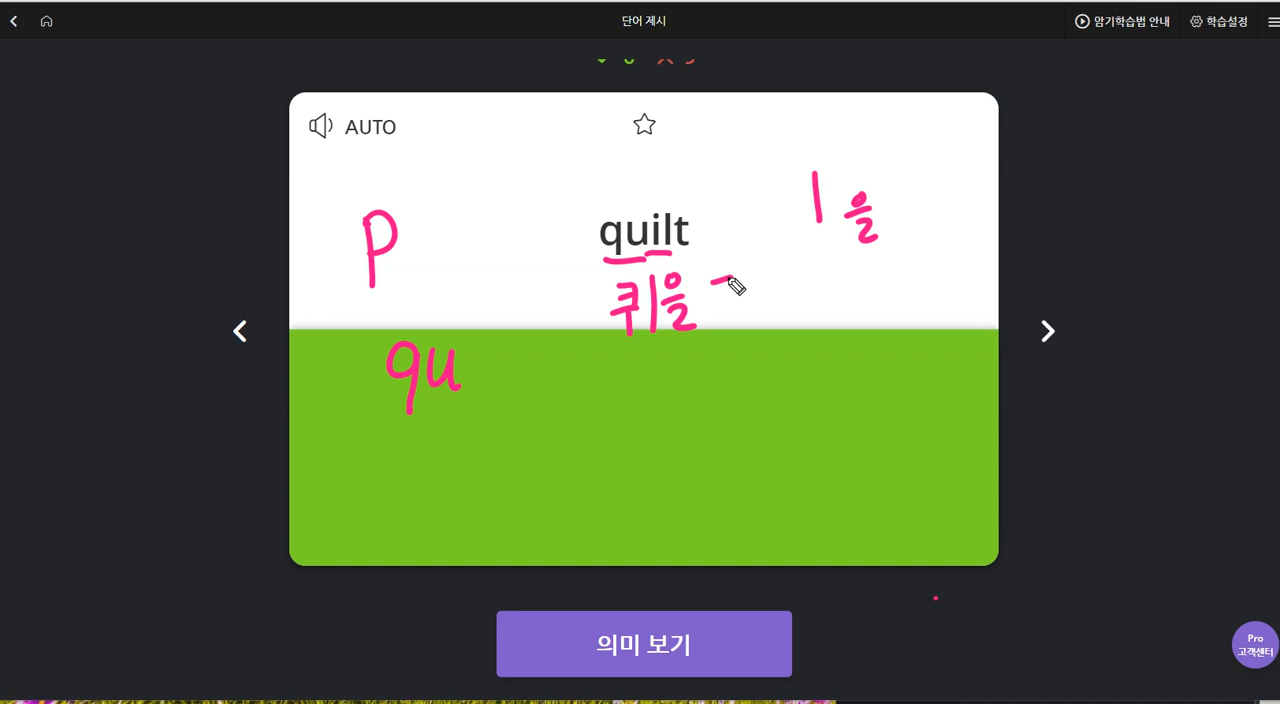 단어 제시
암기학습법 안내
학습설정
AUTO
quilt
p
l 을
퀴을
qu
의미 보기
Pro
고객센터